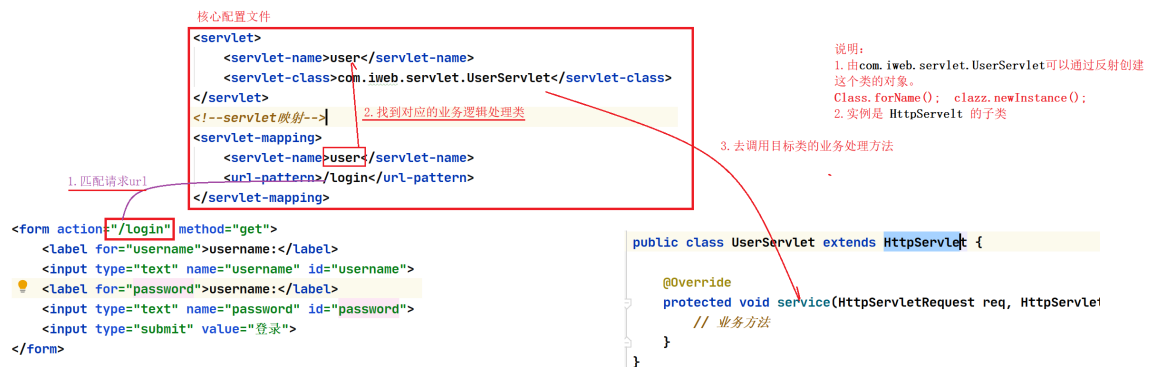 核心配置文件
<servlet>
<servlet-name>user</servlet-name>
<servlet-class>com.iweb.servlet.UserServlet</servlet-class>
</servlet>
<!--servlet映射-->
<servlet-mapping>
<servlet-name>user</servlet-name>
<url-pattern>/login</url-pattern>
</servlet-mapping>
2.找到对应的业务逻辑处理类
说明：
1.由com.iweb.servlet.UserServlet可以通过反射创建
这个类的对象。
Class.forName(); clazz.newInstance();
2.实例是 HttpServelt 的子类
3.去调用目标类的业务处理方法
1.匹配请求url
<form action="/login" method="get">
<label for="username">username:</label>
<input type="text" name="username" id="username">
<label for="password">username:</label>
<input type="text" name="password" id="password">
<input type="submit" value="登录">
</form>
public class UserServlet extends HttpServlet {
@Override
protected void service(HttpServletRequest req, HttpServlet
// 业务方法
}
}